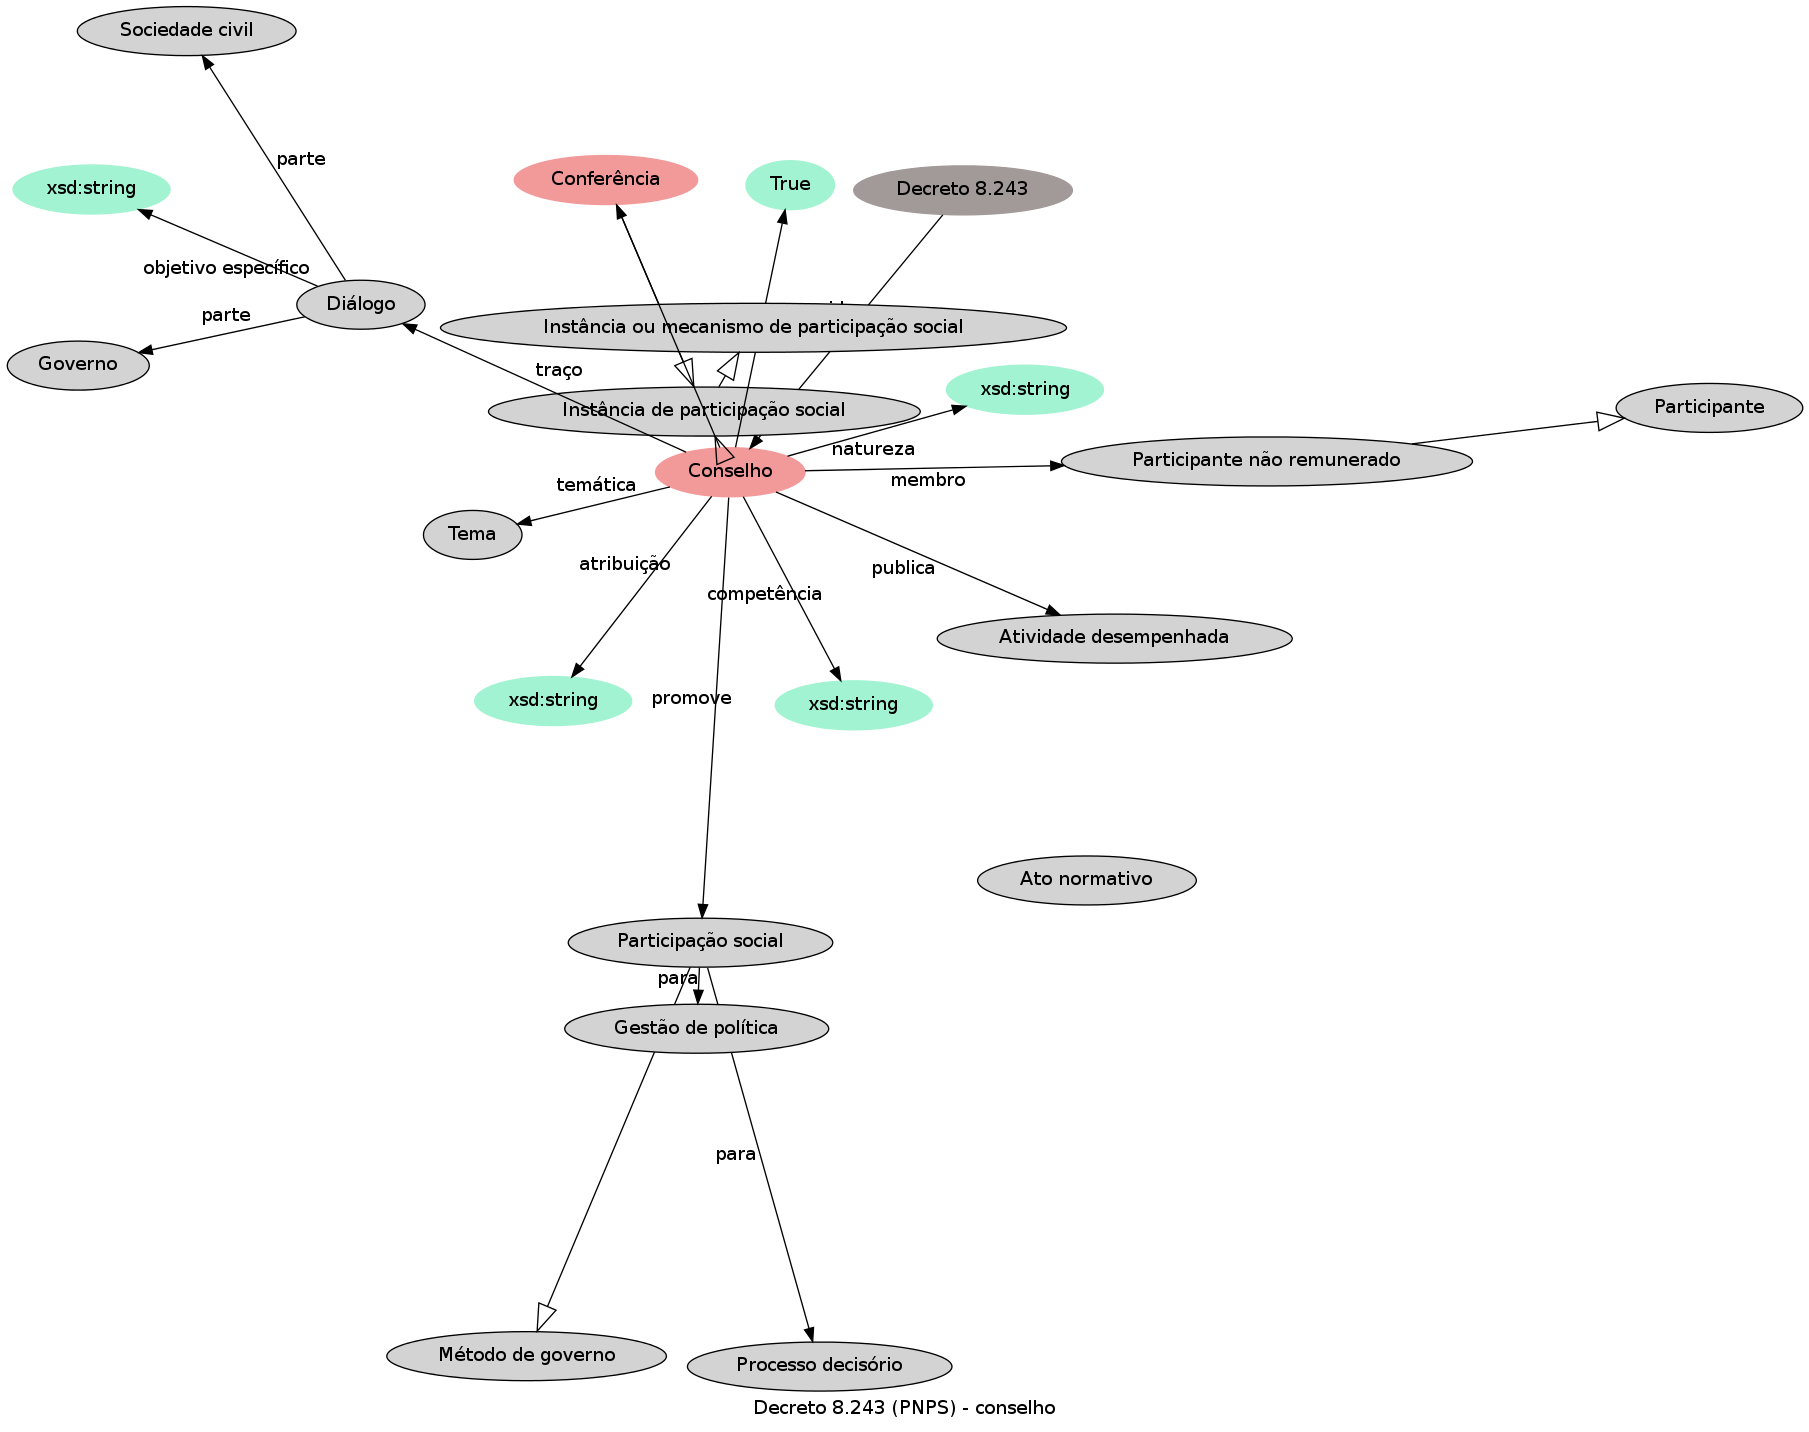 Sociedade civil
parte
Conferência
True
Decreto 8.243
xsd:string
objetivo específico
Diálogo
parte
Instância ou mecanismo de participação social
Governo
traço
xsd:string
Instância de participação social
Participante
natureza
Participante não remunerado
Conselho
membro
temática
Tema
atribuição
publica
competência
Atividade desempenhada
xsd:string
promove
xsd:string
Ato normativo
Participação social
para
Gestão de política
para
Método de governo
Processo decisório
Decreto 8.243 (PNPS) - conselho